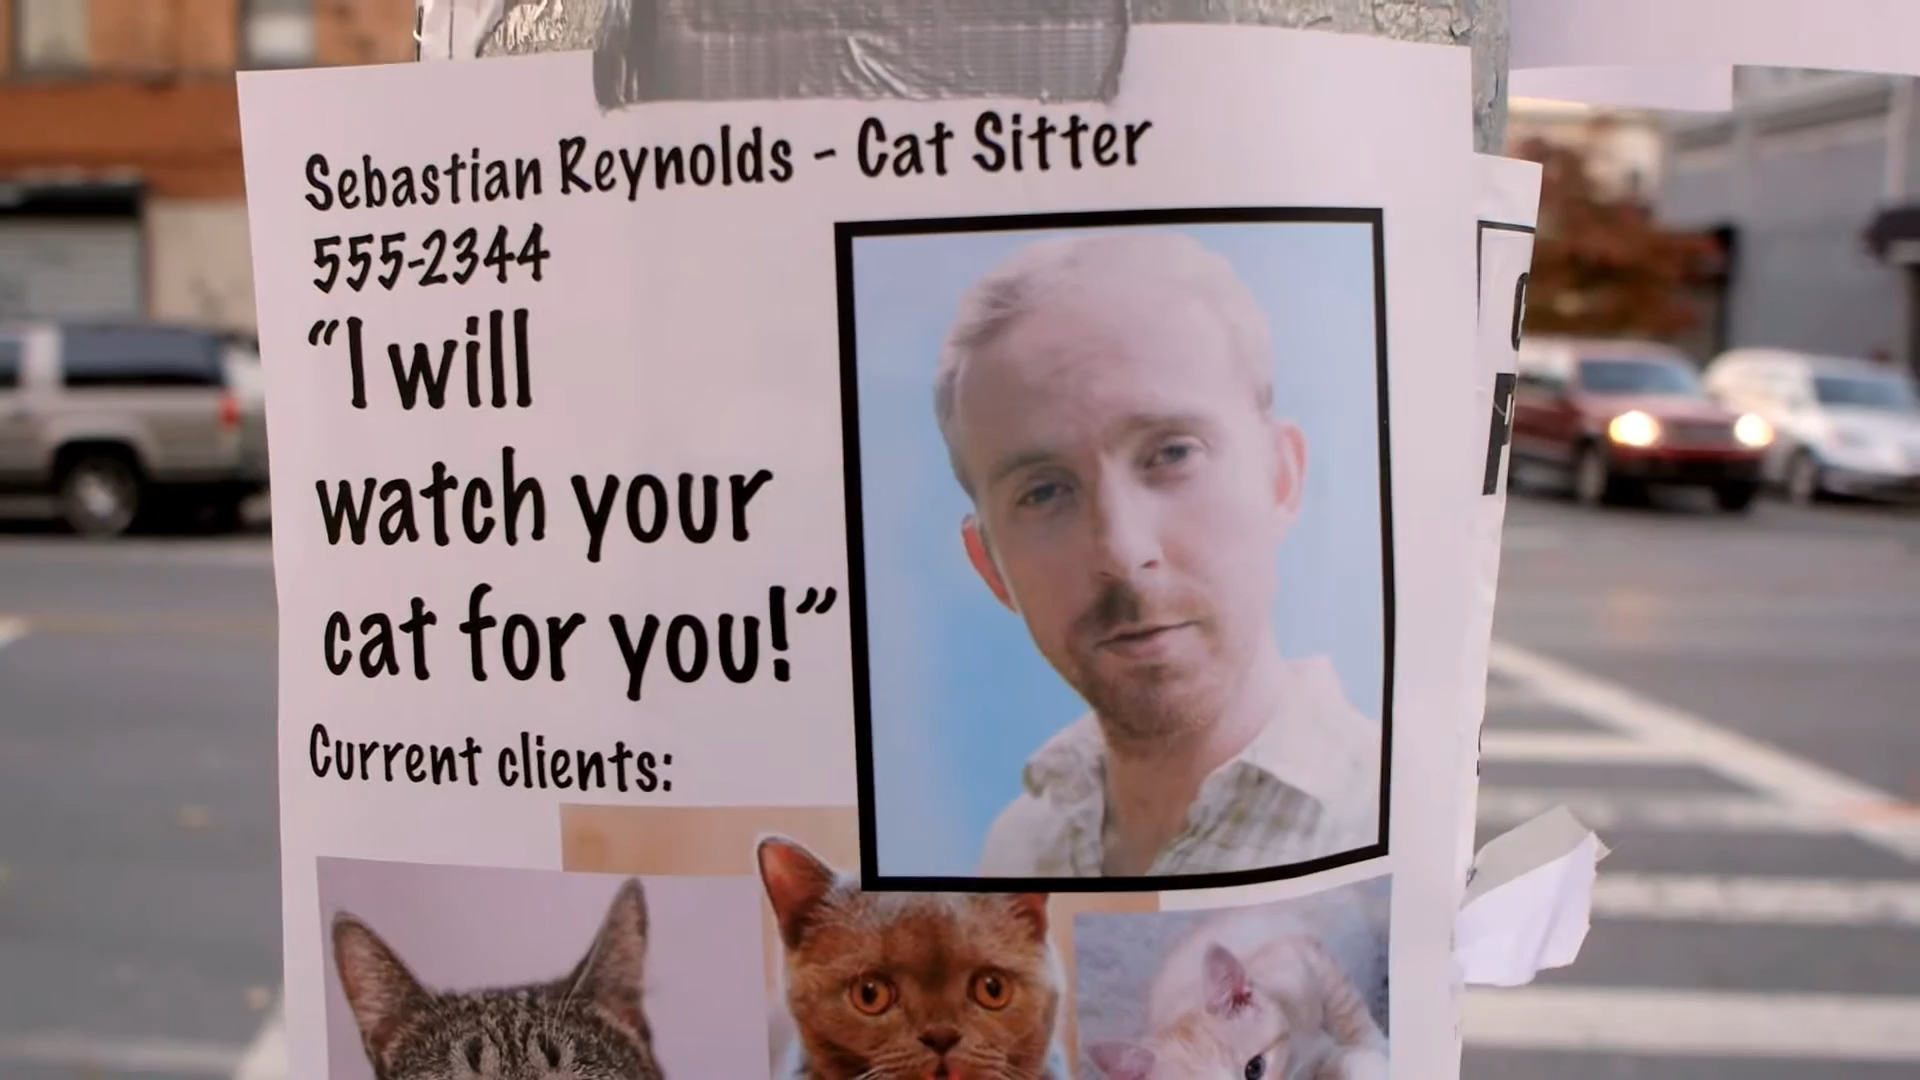 Sebastian Reynolds - Cat Sitter
555-2344
“I will
watch your
cat for you!”
Current clients: